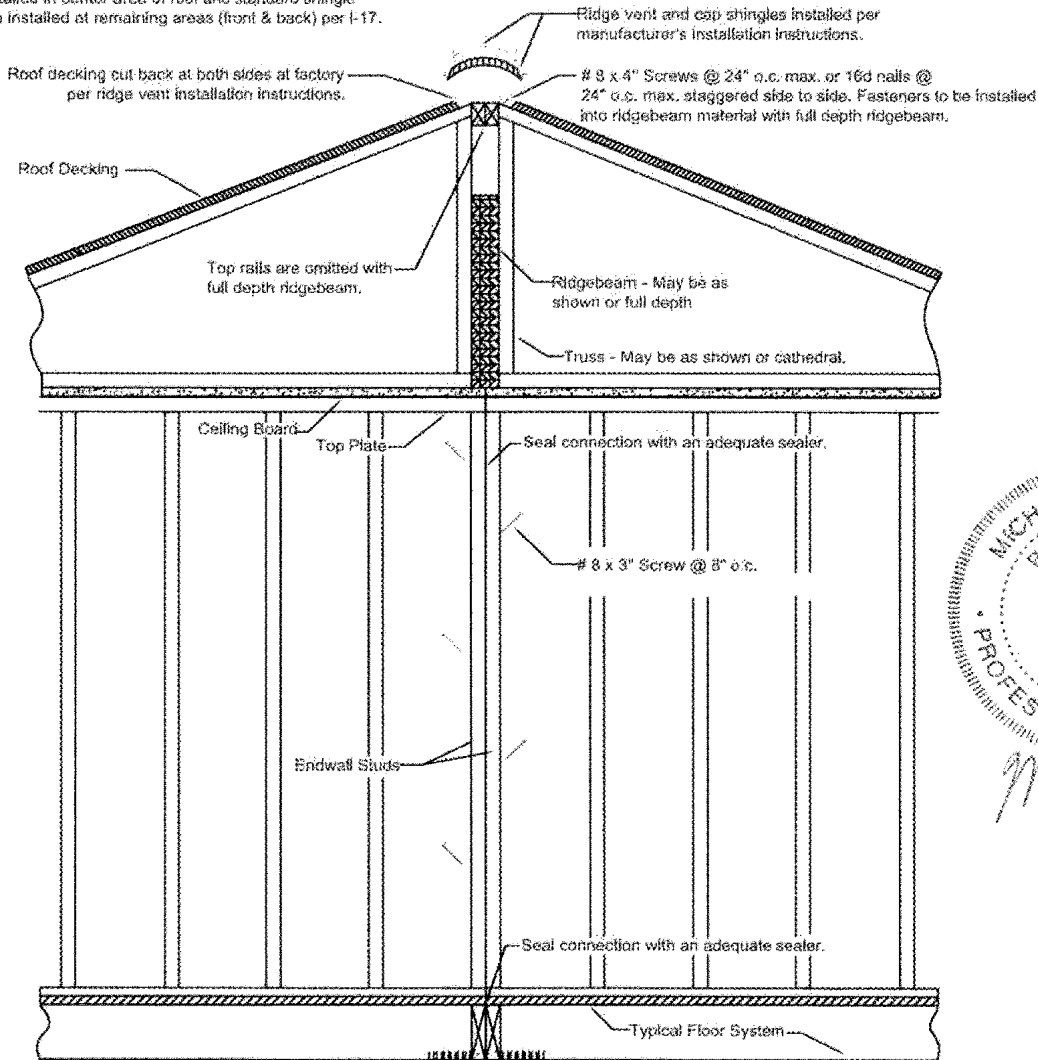 installed in center area of roof and standard shingle
installed at remaining areas (front & back) per I-17.
Ridge vent and cap shingles installed per
manufacturer's installation instructions.
Roof decking cut back at both sides at factory
per ridge vent installation instructions.
# 8 x 4" Screws @ 24" o.c. max. or 16d nails @
24" o.c. max. staggered side to side. Fasteners to be installed
into ridgebeam material with full depth ridgebeam.
Roof Decking
Top rails are omitted with
full depth ridgebeam.
Ridgebeam - May be as
shown or full depth
Truss - May be as shown or cathedral.
Ceiling Board
Top Plate
Seal connection with an adequate sealer.
# 8 x 3" Screw @ 8" o.c.
MICH
PROFES
Endwall Studs
Seal connection with an adequate sealer.
Typical Floor System